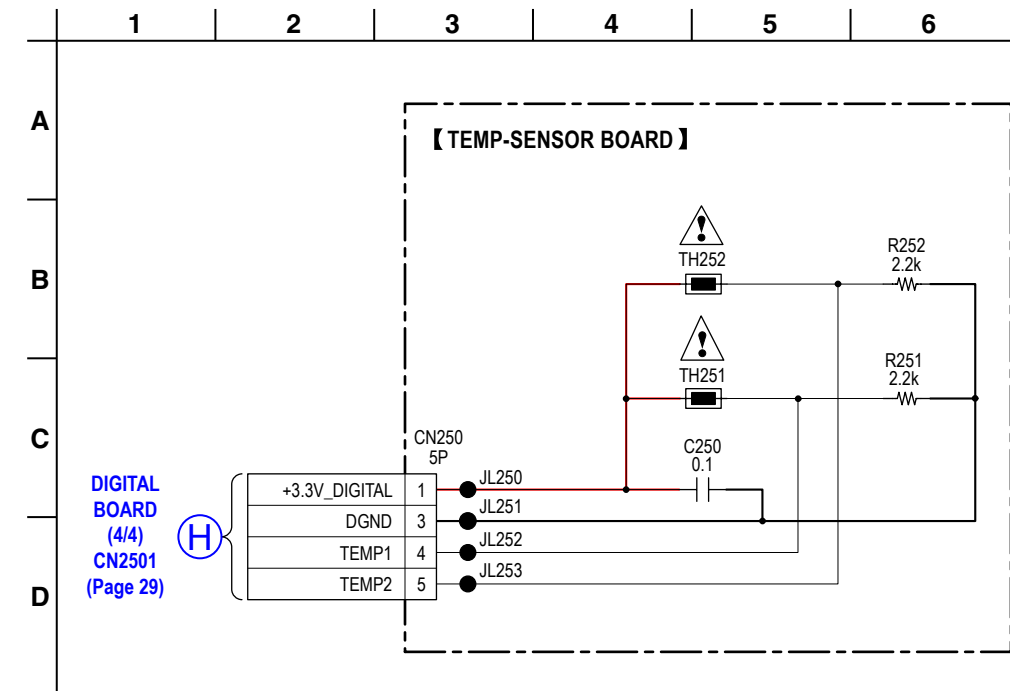 1 2 3 4 5 6
A
【 TEMP-SENSOR BOARD 】
B
TH252
R252
2.2k
TH251
R251
2.2k
C
CN250
5P
C250
0.1
DIGITAL
BOARD
(4/4)
CN2501
(Page 29)
H
+3.3V_DIGITAL 1 JL250
DGND 3 JL251
TEMP1 4 JL252
TEMP2 5 JL253
D